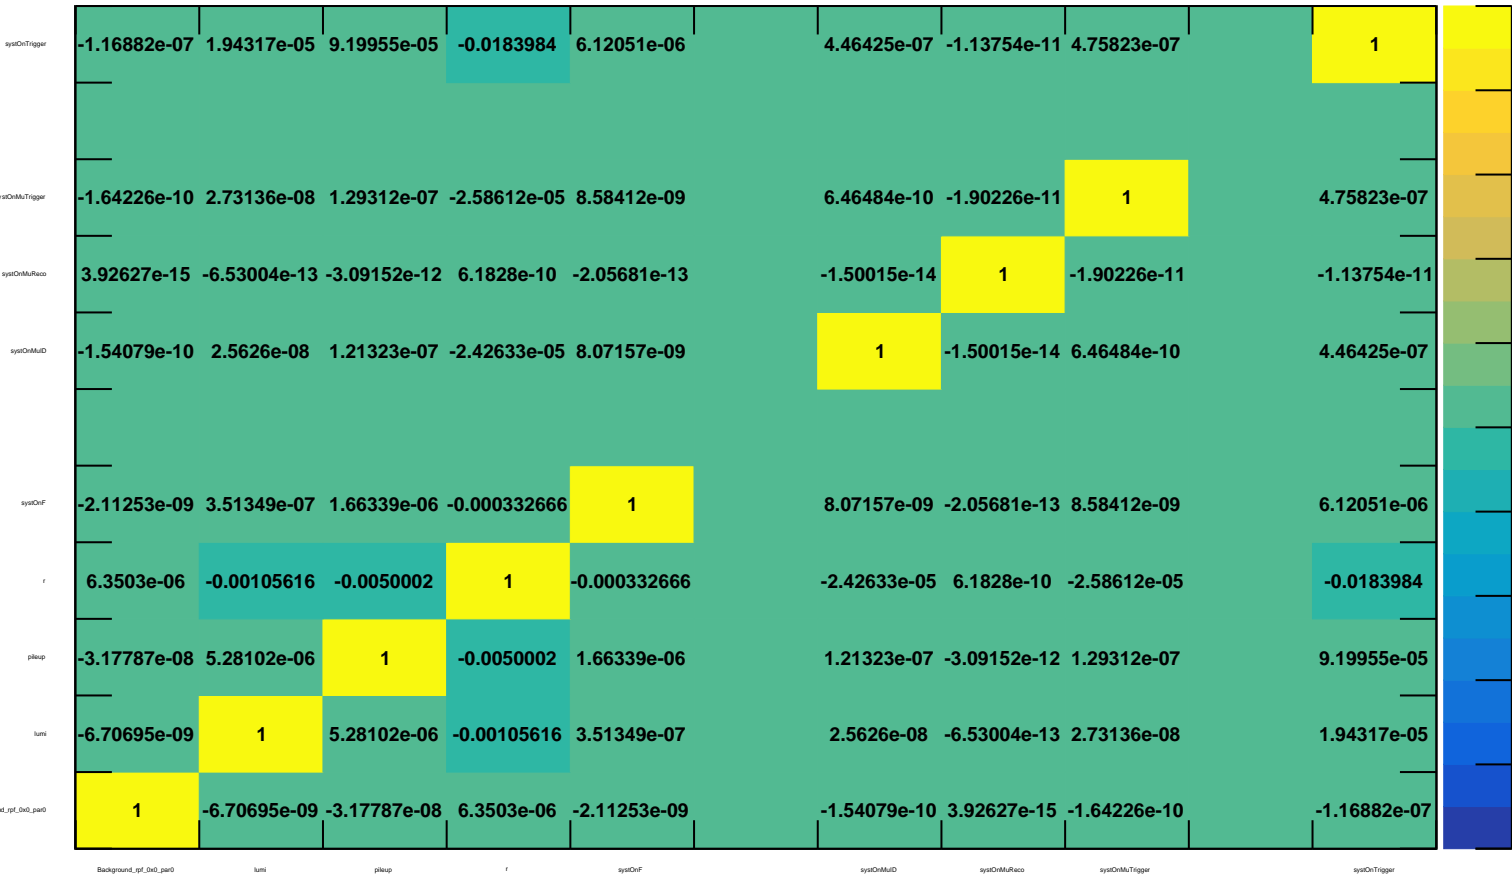 systOnTrigger -1.16882e-07 1.94317e-05 9.19955e-05 -0.0183984 6.12051e-06 4.46425e-07 -1.13754e-11 4.75823e-07 1
stOnMuTrigger -1.64226e-10 2.73136e-08 1.29312e-07 -2.58612e-05 8.58412e-09 6.46484e-10 -1.90226e-11 1 4.75823e-07
systOnMuReco 3.92627e-15 -6.53004e-13 -3.09152e-12 6.1828e-10 -2.05681e-13 -1.50015e-14 1 -1.90226e-11 -1.13754e-11
systOnMuID -1.54079e-10 2.5626e-08 1.21323e-07 -2.42633e-05 8.07157e-09 1 -1.50015e-14 6.46484e-10 4.46425e-07
systOnF -2.11253e-09 3.51349e-07 1.66339e-06 -0.000332666 1 8.07157e-09 -2.05681e-13 8.58412e-09 6.12051e-06
r 6.3503e-06 -0.00105616 -0.0050002 1 -0.000332666 -2.42633e-05 6.1828e-10 -2.58612e-05 -0.0183984
pileup -3.17787e-08 5.28102e-06 1 -0.0050002 1.66339e-06 1.21323e-07 -3.09152e-12 1.29312e-07 9.19955e-05
lumi -6.70695e-09 1 5.28102e-06 -0.00105616 3.51349e-07 2.5626e-08 -6.53004e-13 2.73136e-08 1.94317e-05
d_rpf_0x0_par0 1 -6.70695e-09 -3.17787e-08 6.3503e-06 -2.11253e-09 -1.54079e-10 3.92627e-15 -1.64226e-10 -1.16882e-07
Background_rpf_0x0_par0 lumi pileup r systOnF systOnMuID systOnMuReco systOnMuTrigger systOnTrigger